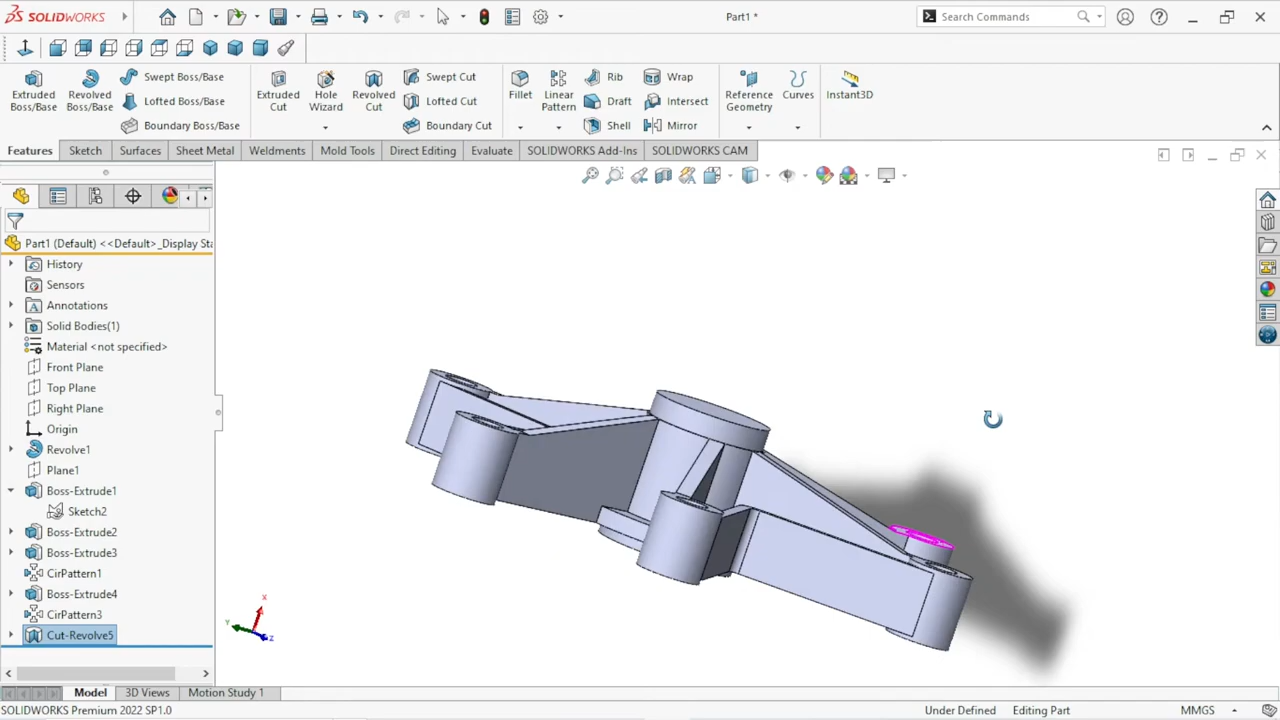 SOLIDWORKS
Part1 *
Search Commands
Extruded Boss/Base
Revolved Boss/Base
Swept Boss/Base
Lofted Boss/Base
Boundary Boss/Base
Extruded Cut
Hole Wizard
Revolved Cut
Swept Cut
Lofted Cut
Boundary Cut
Fillet
Linear Pattern
Rib
Draft
Shell
Wrap
Intersect
Mirror
Reference Geometry
Curves
Instant3D
Features
Sketch
Surfaces
Sheet Metal
Weldments
Mold Tools
Direct Editing
Evaluate
SOLIDWORKS Add-Ins
SOLIDWORKS CAM
Part1 (Default) <<Default>_Display Sta
History
Sensors
Annotations
Solid Bodies(1)
Material <not specified>
Front Plane
Top Plane
Right Plane
Origin
Revolve1
Plane1
Boss-Extrude1
Sketch2
Boss-Extrude2
Boss-Extrude3
CirPattern1
Boss-Extrude4
CirPattern3
Cut-Revolve5
X
Y
Z
Model
3D Views
Motion Study 1
SOLIDWORKS Premium 2022 SP1.0
Under Defined
Editing Part
MMGS